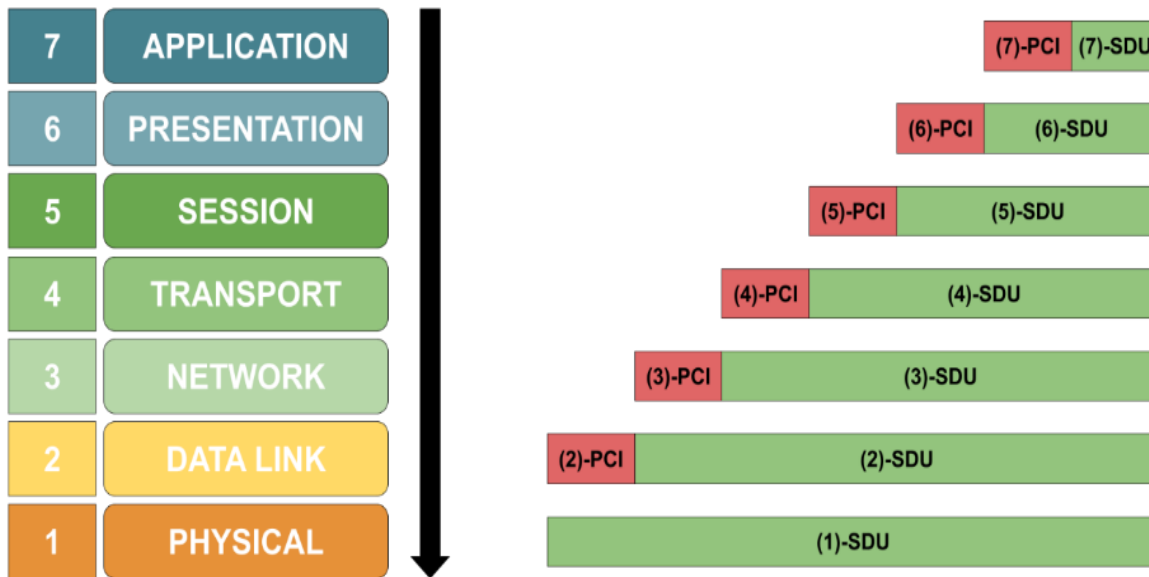 7 APPLICATION (7)-PCI (7)-SDU
6 PRESENTATION (6)-PCI (6)-SDU
5 SESSION (5)-PCI (5)-SDU
4 TRANSPORT (4)-PCI (4)-SDU
3 NETWORK (3)-PCI (3)-SDU
2 DATA LINK (2)-PCI (2)-SDU
1 PHYSICAL (1)-SDU